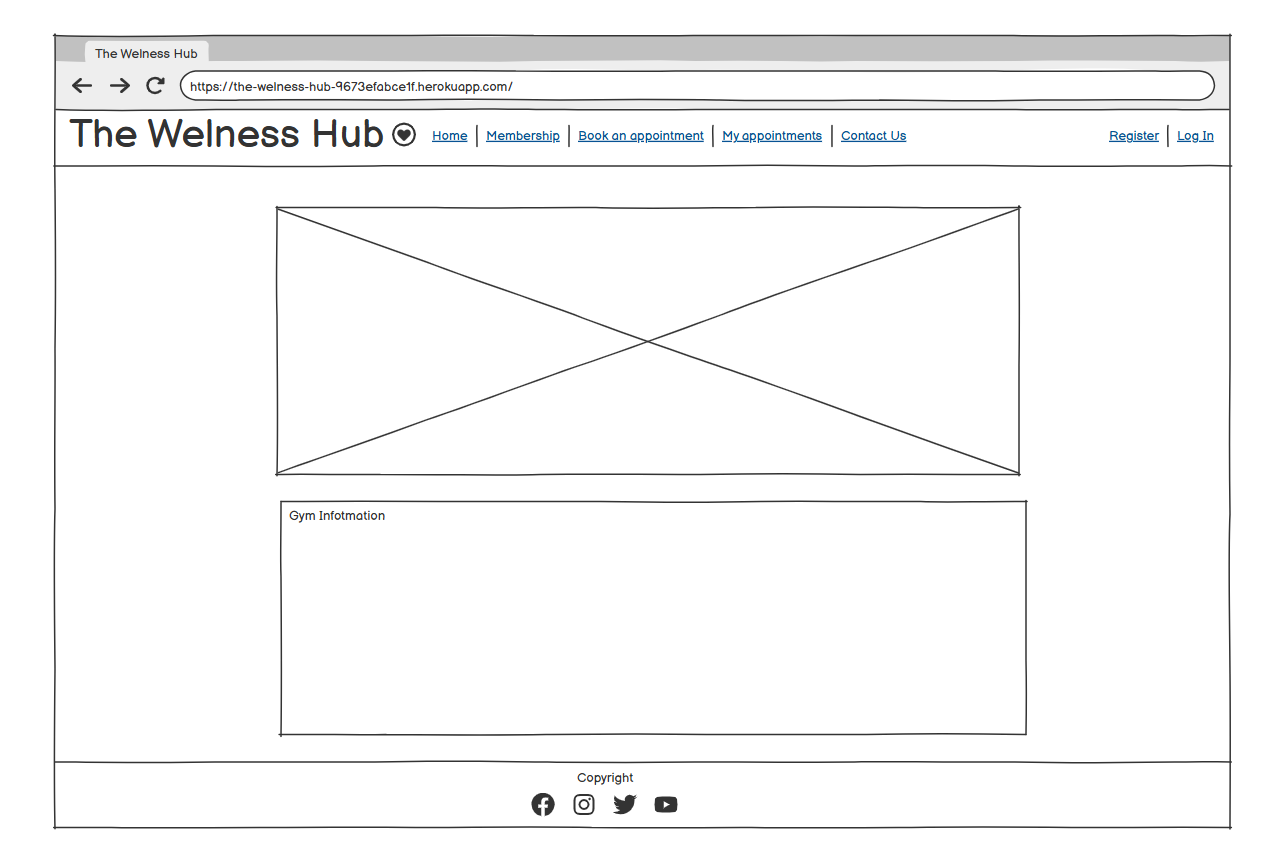 The Welness Hub
https://the-welness-hub-9673efabce1f.herokuapp.com/
The Welness Hub Home Membership Book an appointment My appointments Contact Us Register Log In
Gym Infotmation
Copyright